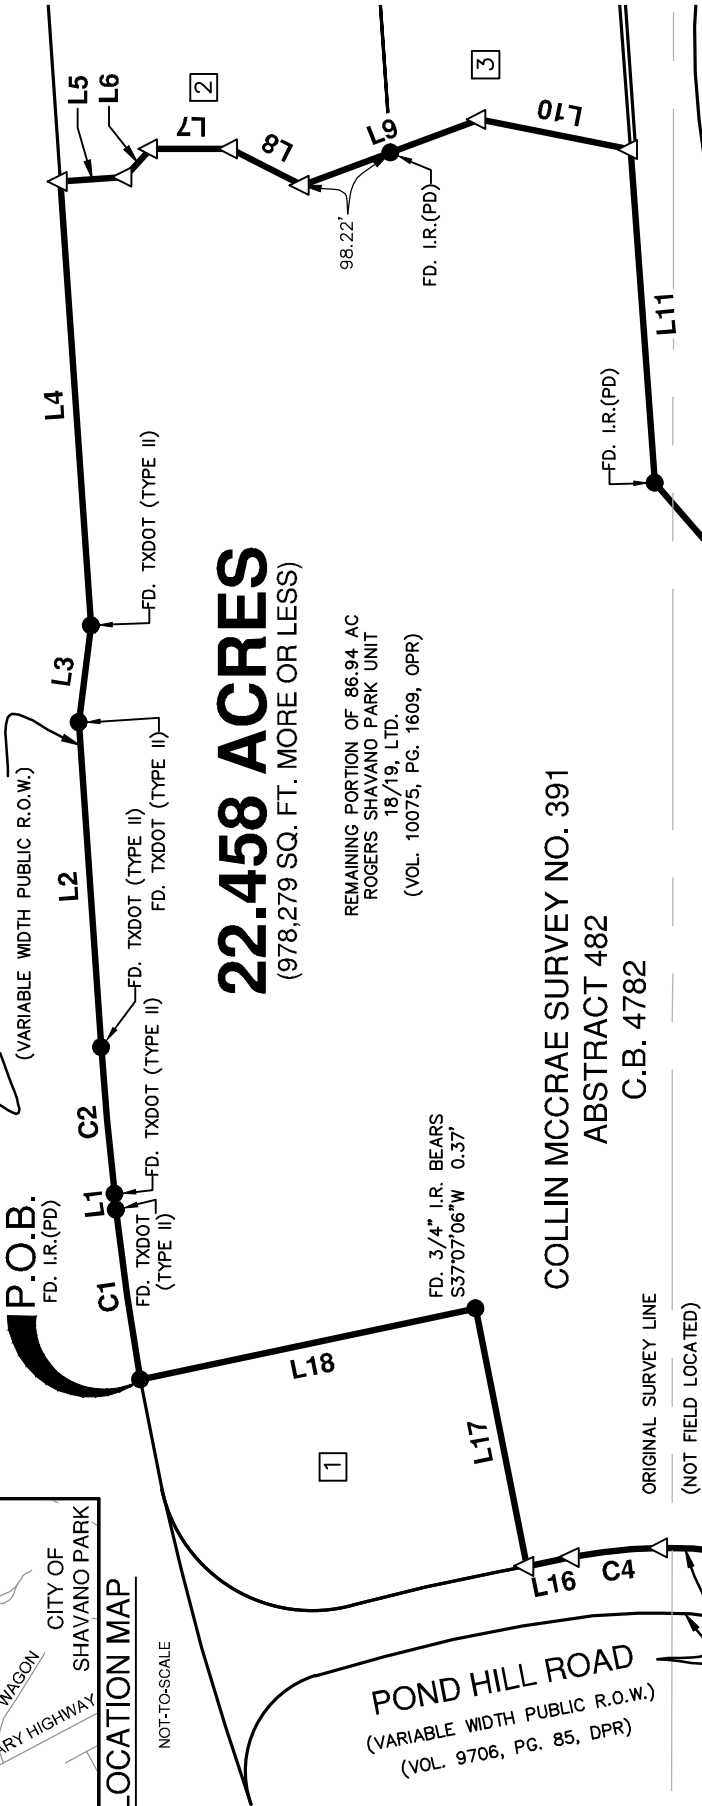 L5
L6
2
L7
L8
L9
3
L10
98.22'
FD. I.R.(PD)
L4
L11
FD. I.R.(PD)
FD. TXDOT (TYPE II)
L3
(VARIABLE WIDTH PUBLIC R.O.W.)
FD. TXDOT (TYPE II)
L2
FD. TXDOT (TYPE II)
22.458 ACRES
(978,279 SQ. FT. MORE OR LESS)
REMAINING PORTION OF 86.94 AC
ROGERS SHAVANO PARK UNIT
18/19, LTD.
(VOL. 10075, PG. 1609, OPR)
COLLIN MCCRAE SURVEY NO. 391
ABSTRACT 482
C.B. 4782
C2
FD. TXDOT (TYPE II)
L1
P.O.B.
FD. I.R.(PD)
C1
FD. TXDOT
(TYPE II)
FD. 3/4" I.R. BEARS
S37°07'06"W 0.37'
L18
1
L17
ORIGINAL SURVEY LINE
(NOT FIELD LOCATED)
L16
C4
POND HILL ROAD
(VARIABLE WIDTH PUBLIC R.O.W.)
(VOL. 9706, PG. 85, DPR)
WAGON
CITY OF
SHAVANO PARK
ARY HIGHWAY
LOCATION MAP
NOT-TO-SCALE